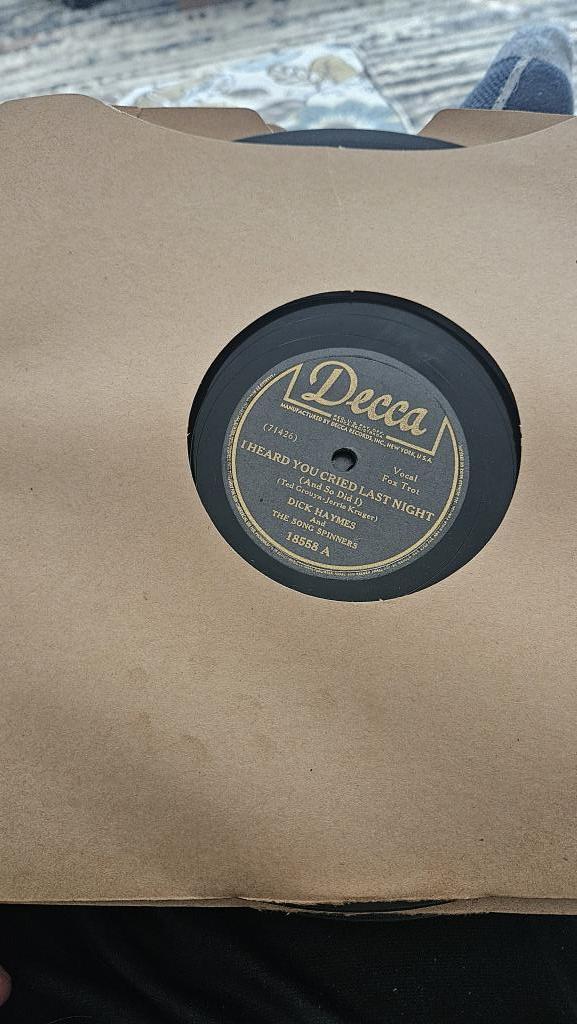 Decca
MANUFACTURED BY DECCA RECORDS, INC., NEW YORK, U.S.A.
(71426)
Vocal
Fox Trot
I HEARD YOU CRIED LAST NIGHT
(And So Did I)
(Ted Grouya-Jerrie Kruger)
DICK HAYMES
And
THE SONG SPINNERS
18558 A